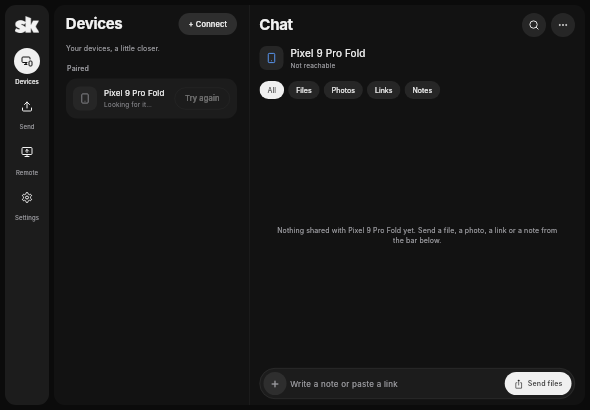 sk
Devices
Send
Remote
Settings
Devices
+ Connect
Your devices, a little closer.
Paired
Pixel 9 Pro Fold
Looking for it...
Try again
Chat
Pixel 9 Pro Fold
Not reachable
All
Files
Photos
Links
Notes
Nothing shared with Pixel 9 Pro Fold yet. Send a file, a photo, a link or a note from
the bar below.
Write a note or paste a link
Send files